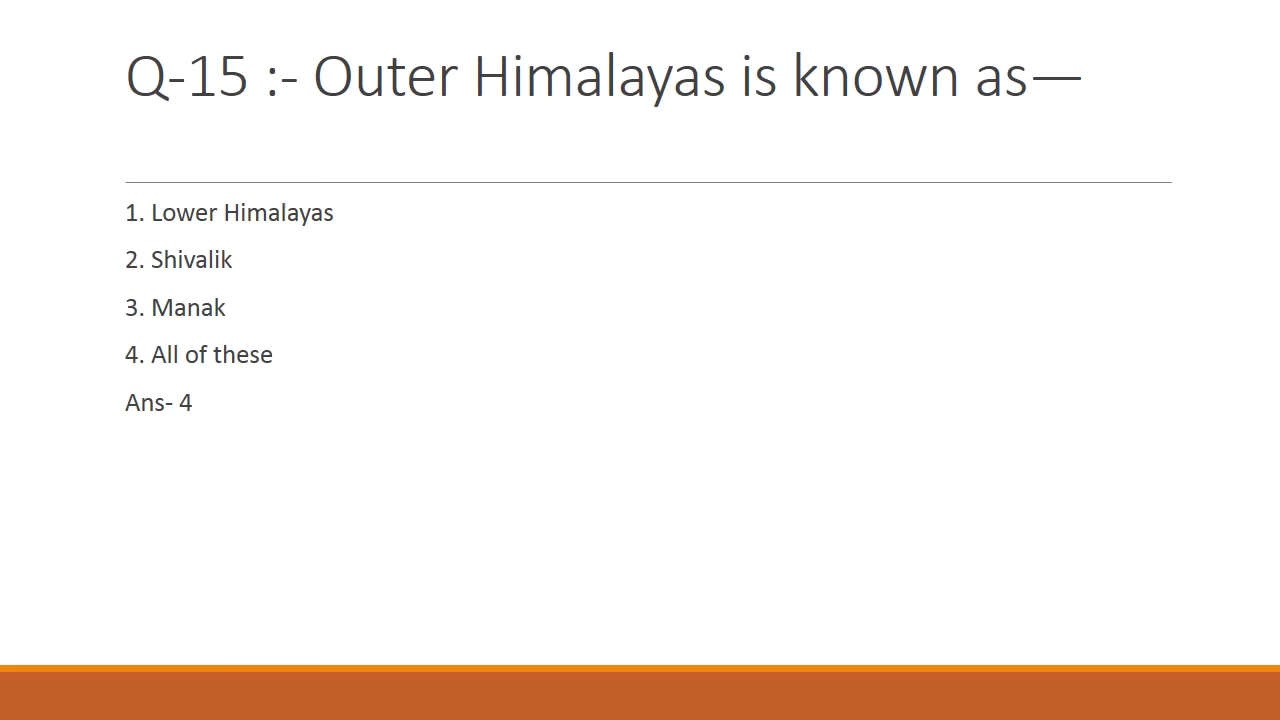 Q-15 :- Outer Himalayas is known as—
1. Lower Himalayas
2. Shivalik
3. Manak
4. All of these
Ans- 4